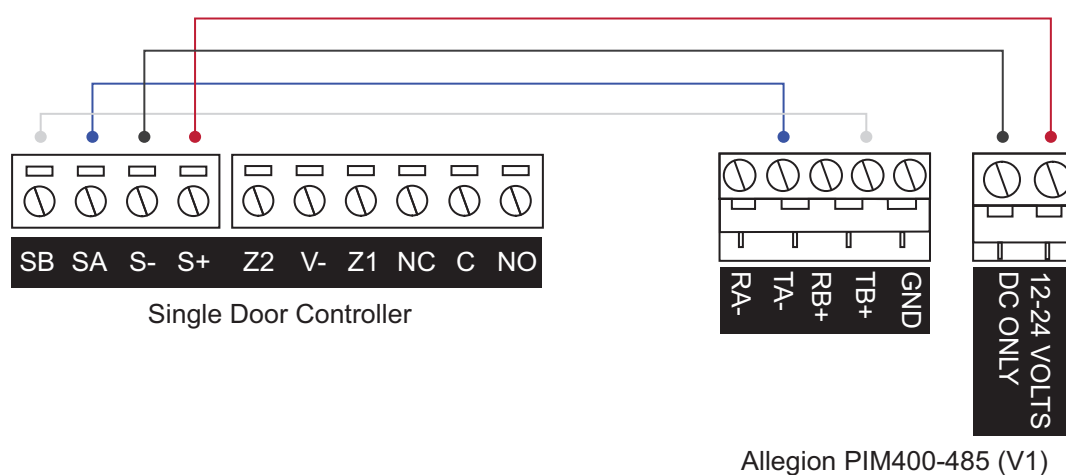 SB SA S- S+ Z2 V- Z1 NC C NO
Single Door Controller
RA-
TA-
RB+
TB+
GND
12-24 VOLTS
DC ONLY
Allegion PIM400-485 (V1)